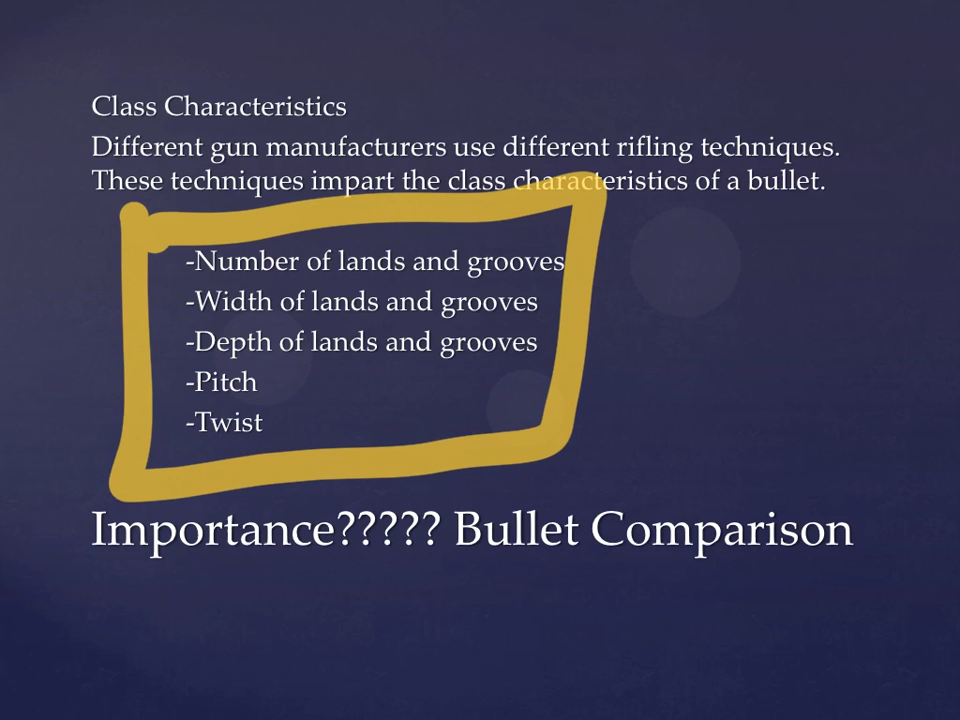 Class Characteristics
Different gun manufacturers use different rifling techniques.
These techniques impart the class characteristics of a bullet.
-Number of lands and grooves
-Width of lands and grooves
-Depth of lands and grooves
-Pitch
-Twist
Importance????? Bullet Comparison